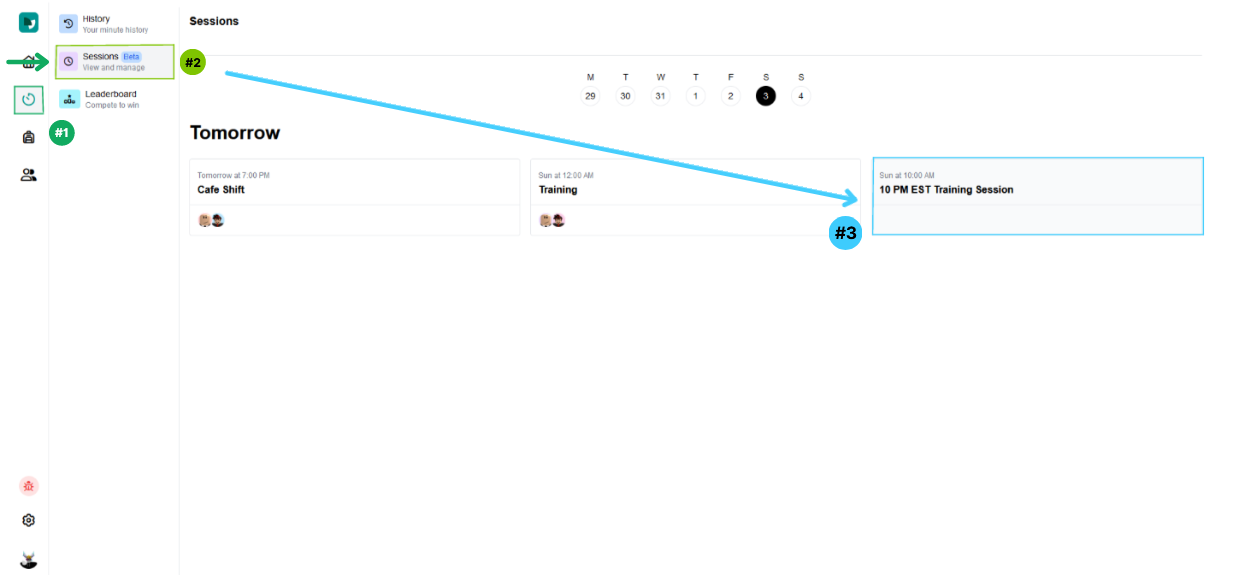 History
Your minute history
Sessions Beta
View and manage
Leaderboard
Compete to win
#1
#2
Sessions
M T W T F S S
29 30 31 1 2 3 4
Tomorrow
Tomorrow at 7:00 PM
Cafe Shift
Sun at 12:00 AM
Training
Sun at 10:00 AM
10 PM EST Training Session
#3